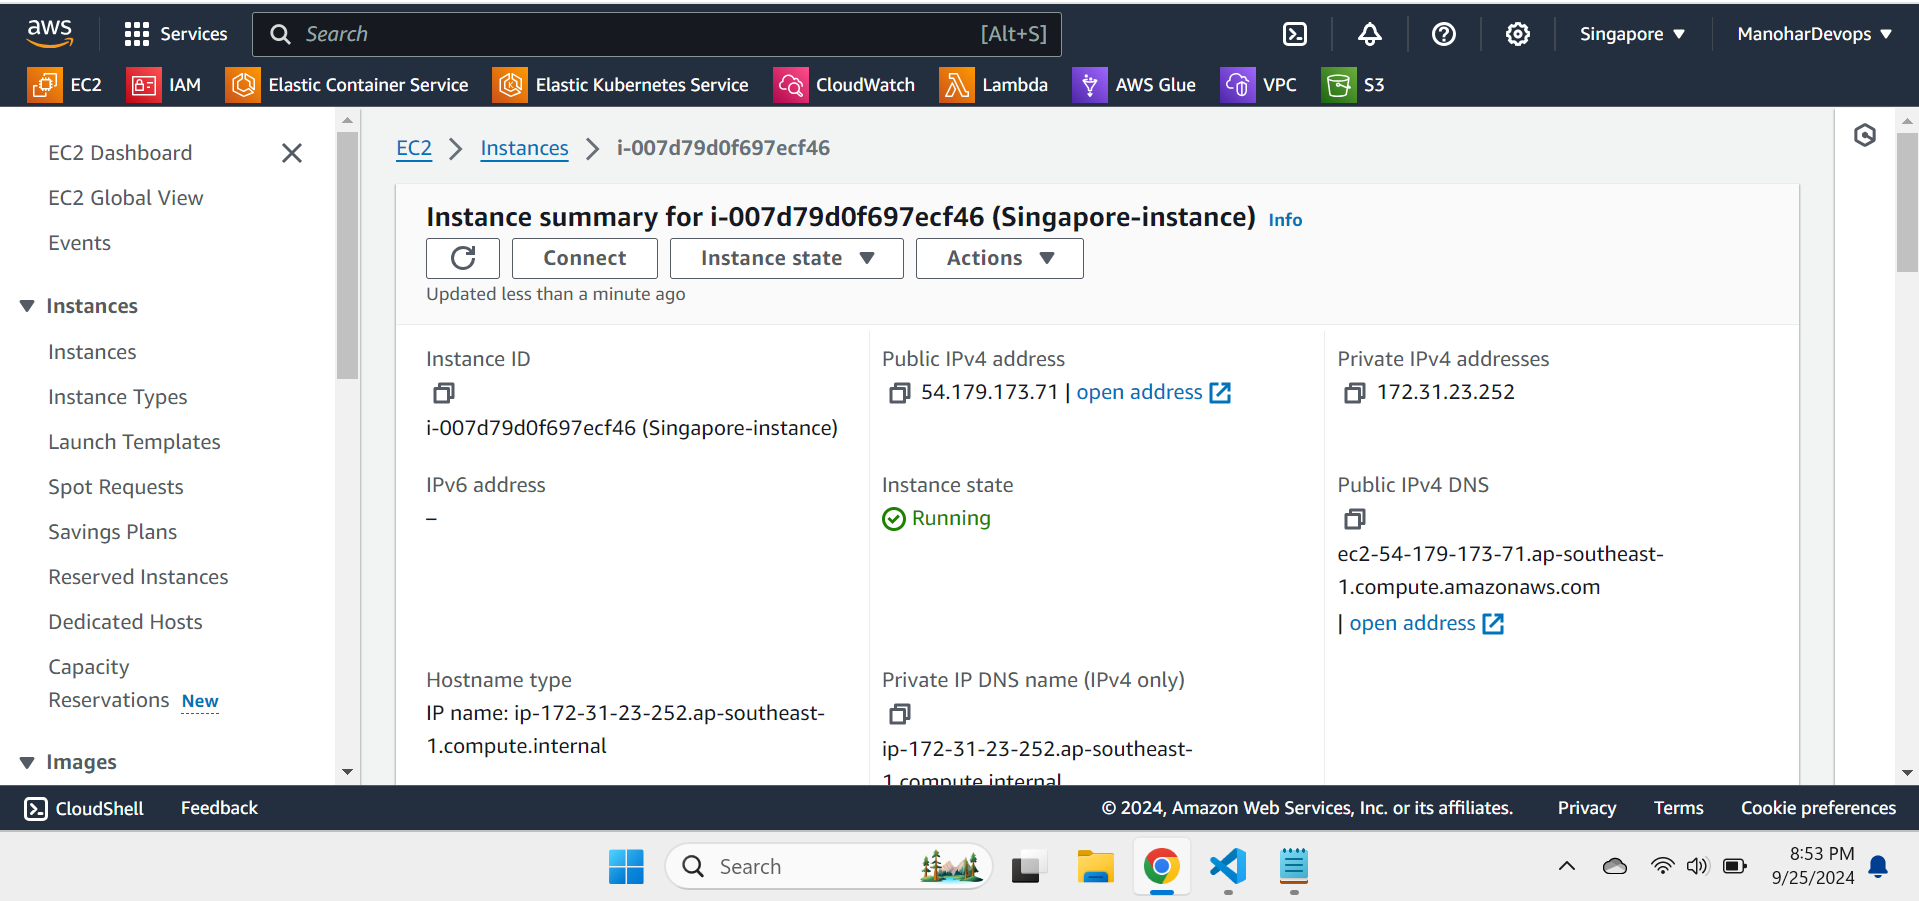 aws
Services
Search
[Alt+S]
Singapore
ManoharDevops
EC2
IAM
Elastic Container Service
Elastic Kubernetes Service
CloudWatch
Lambda
AWS Glue
VPC
S3
EC2 Dashboard
EC2 Global View
Events
Instances
Instances
Instance Types
Launch Templates
Spot Requests
Savings Plans
Reserved Instances
Dedicated Hosts
Capacity
Reservations New
Images
EC2 > Instances > i-007d79d0f697ecf46
Instance summary for i-007d79d0f697ecf46 (Singapore-instance) Info
Connect
Instance state
Actions
Updated less than a minute ago
Instance ID
i-007d79d0f697ecf46 (Singapore-instance)
Public IPv4 address
54.179.173.71 | open address
Private IPv4 addresses
172.31.23.252
IPv6 address
–
Instance state
Running
Public IPv4 DNS
ec2-54-179-173-71.ap-southeast-
1.compute.amazonaws.com
| open address
Hostname type
IP name: ip-172-31-23-252.ap-southeast-
1.compute.internal
Private IP DNS name (IPv4 only)
ip-172-31-23-252.ap-southeast-
1.compute.internal
CloudShell
Feedback
© 2024, Amazon Web Services, Inc. or its affiliates.
Privacy
Terms
Cookie preferences
Search
8:53 PM
9/25/2024